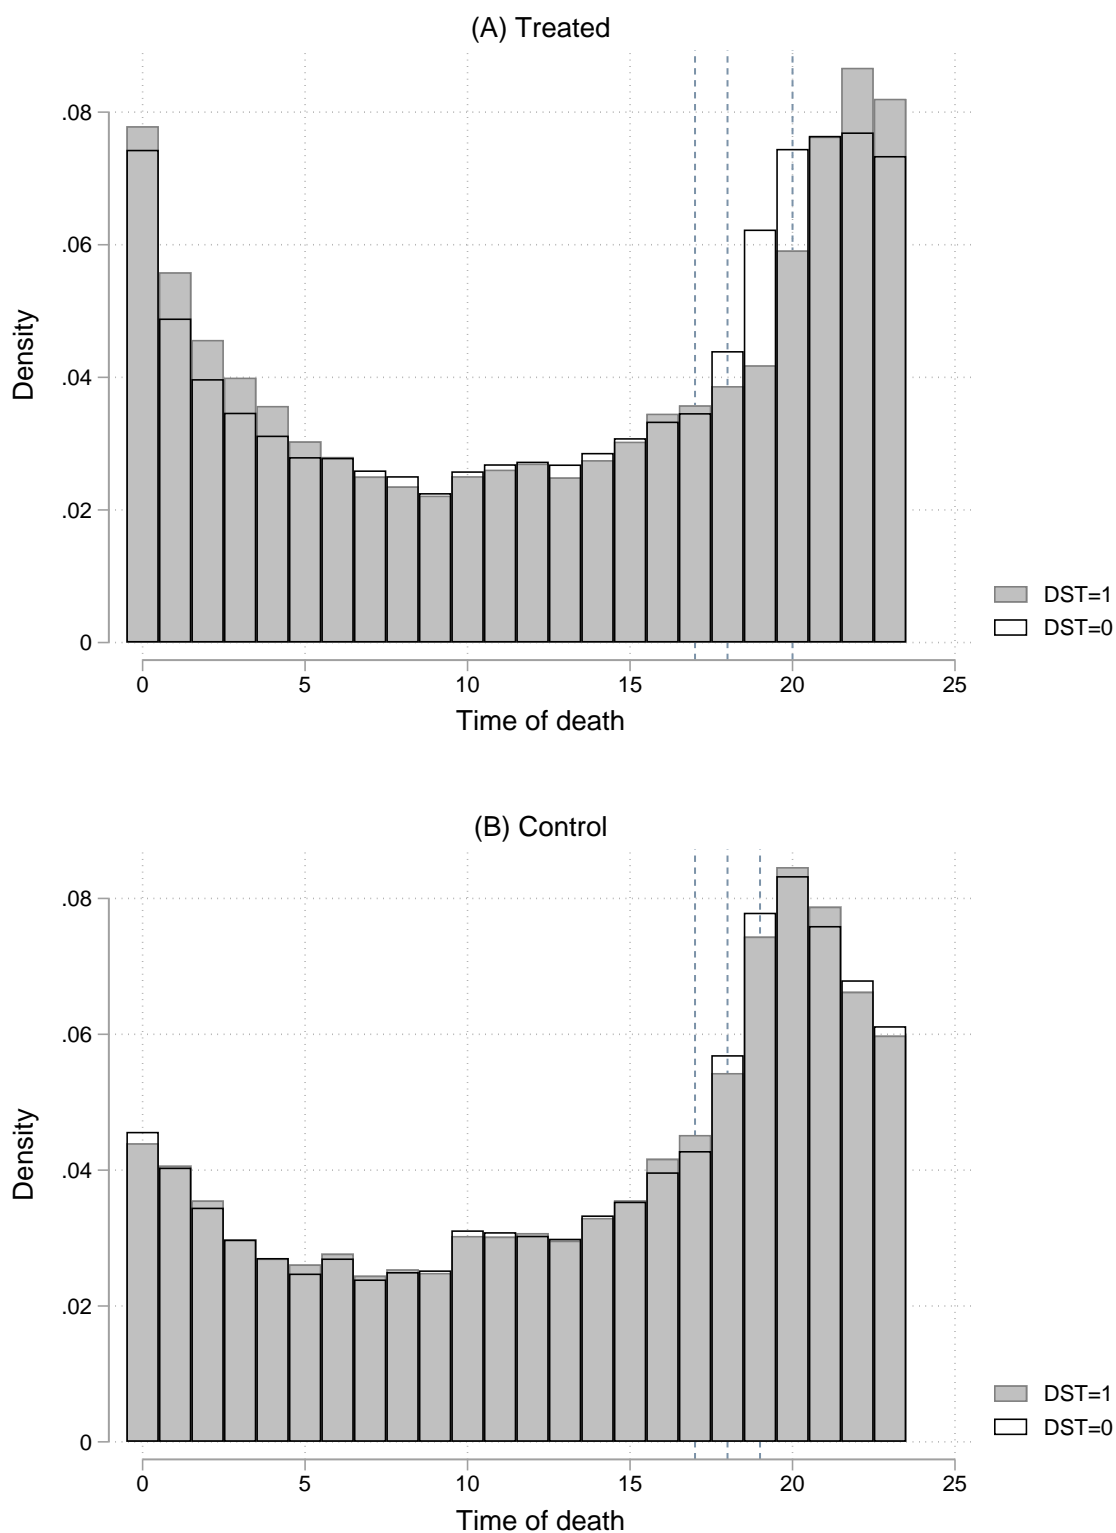 (A) Treated
.08
.06
.04
.02
0
Density
0 5 10 15 20 25
Time of death
DST=1
DST=0
(B) Control
.08
.06
.04
.02
0
Density
0 5 10 15 20 25
Time of death
DST=1
DST=0